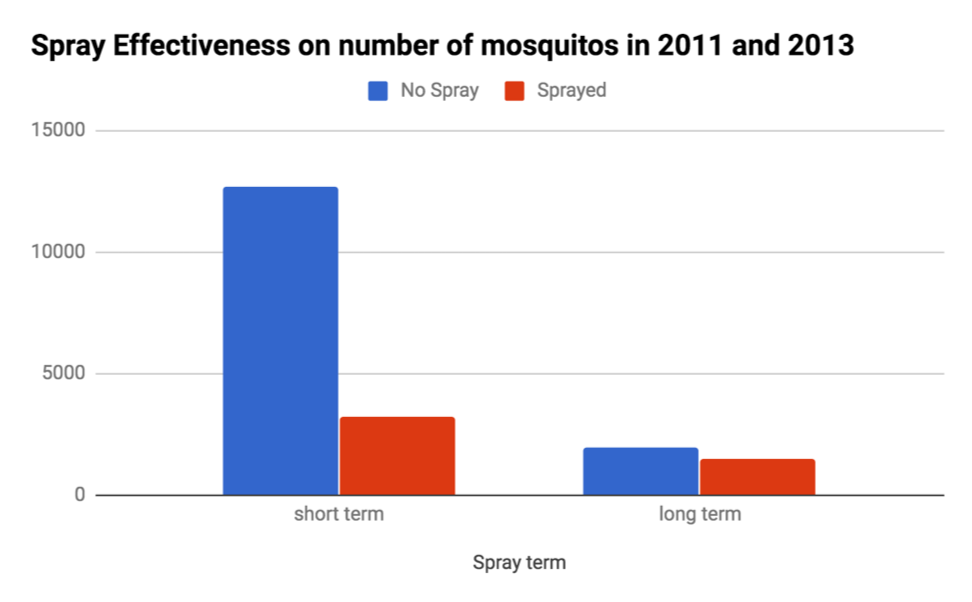 Spray Effectiveness on number of mosquitos in 2011 and 2013
No Spray Sprayed
15000
10000
5000
0
short term long term
Spray term